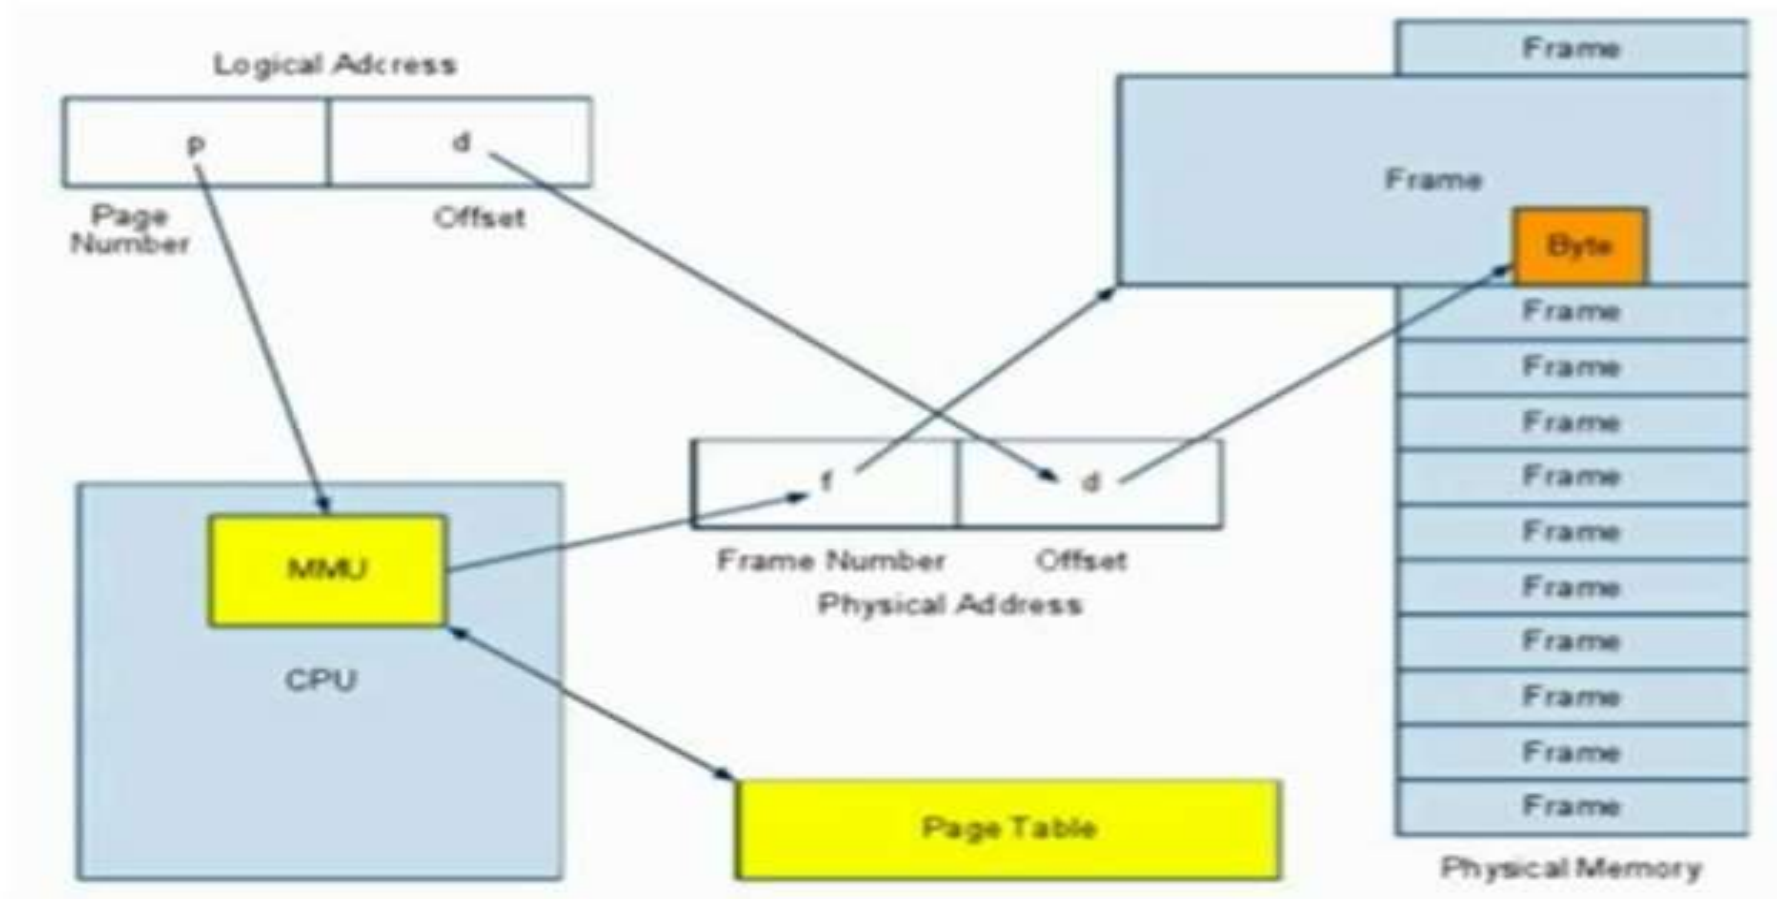 Logical Address
p
d
Page
Number
Offset
MMU
CPU
f
d
Frame Number
Offset
Physical Address
Page Table
Frame
Frame
Byte
Frame
Frame
Frame
Frame
Frame
Frame
Frame
Frame
Frame
Frame
Physical Memory